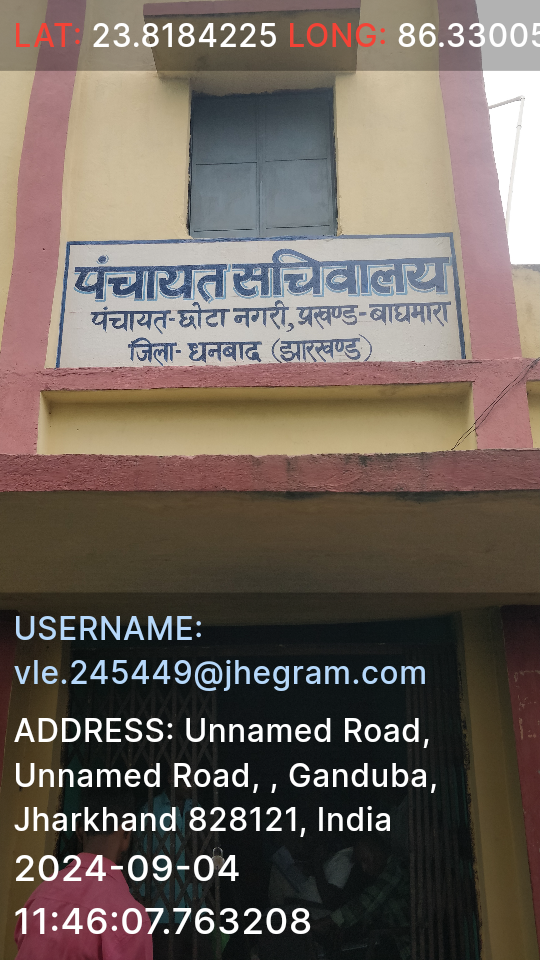 LAT: 23.8184225 LONG: 86.33005
पंचायत सचिवालय
पंचायत-छोटा नगरी, प्रखण्ड-बाघमारा
जिला- धनबाद (झारखण्ड)
USERNAME:
vle.245449@jhegram.com
ADDRESS: Unnamed Road,
Unnamed Road, , Ganduba,
Jharkhand 828121, India
2024-09-04
11:46:07.763208